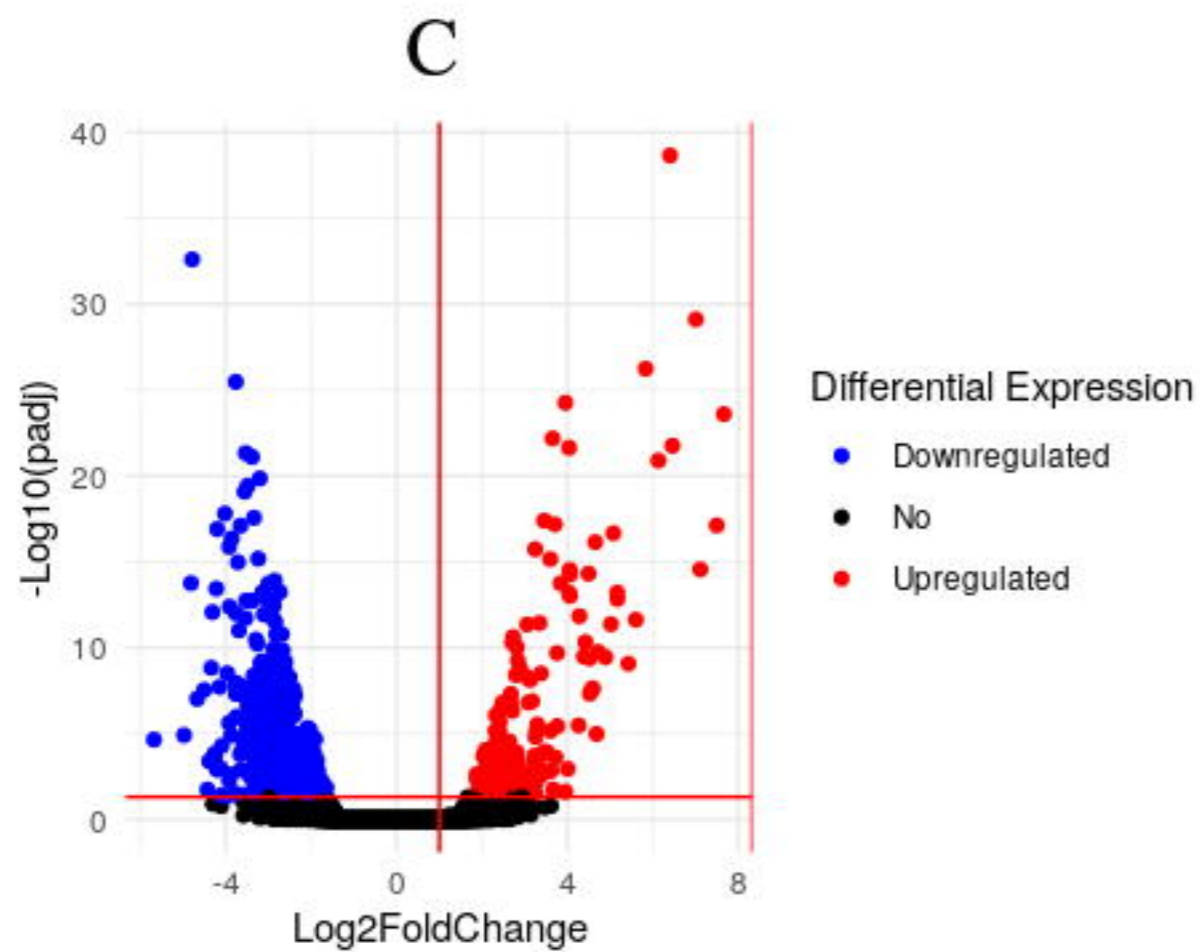 C
40
30
20
10
0
-Log10(padj)
-4 0 4 8
Log2FoldChange
Differential Expression
Downregulated
No
Upregulated